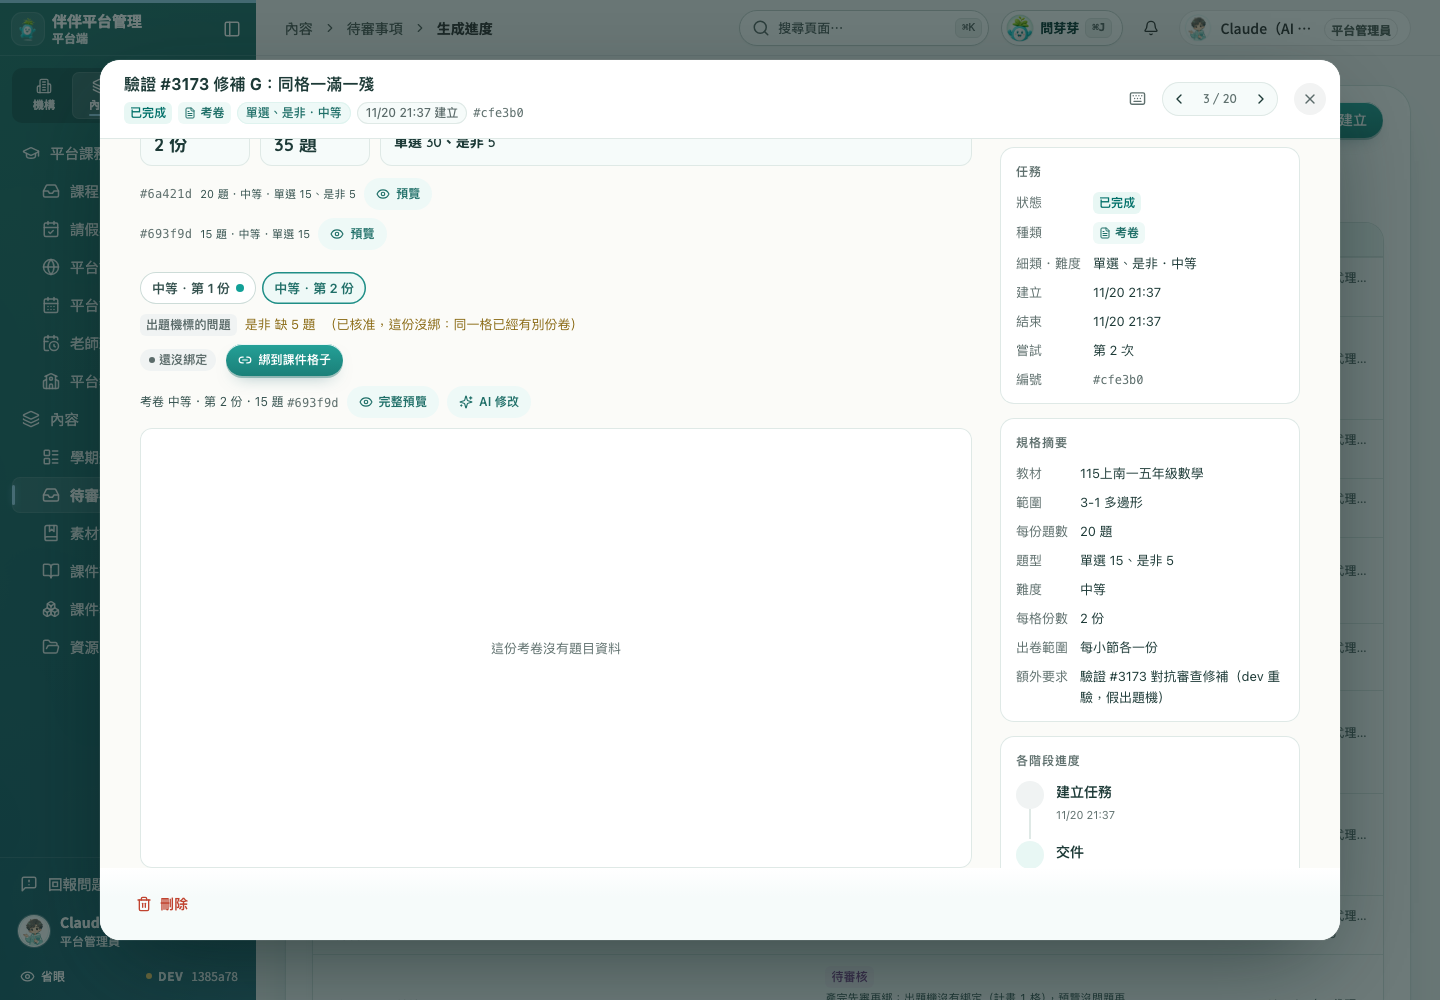 伴伴平台管理
平台端
內容 > 待審事項 > 生成進度
搜尋頁面… ⌘K
問芽芽 ⌘J
Claude（AI … 平台管理員
機構
平台課務
課程
請假
平台
平台
老師
平台
內容
學期
待審
素材
課件
課件
資源
回報問題
Claud
平台管理員
省眼 DEV 1385a78
建立
驗證 #3173 修補 G：同格一滿一殘
已完成 考卷 單選、是非 · 中等 11/20 21:37 建立 #cfe3b0
3 / 20
2 份 35 題 單選 30、是非 5
#6a421d 20 題 · 中等 · 單選 15、是非 5 預覽
#693f9d 15 題 · 中等 · 單選 15 預覽
中等 · 第 1 份 中等 · 第 2 份
出題機標的問題 是非 缺 5 題 （已核准，這份沒綁：同一格已經有別份卷）
還沒綁定 綁到課件格子
考卷 中等 · 第 2 份 · 15 題 #693f9d 完整預覽 AI 修改
這份考卷沒有題目資料
刪除
任務
狀態 已完成
種類 考卷
細類 · 難度 單選、是非 · 中等
建立 11/20 21:37
結束 11/20 21:37
嘗試 第 2 次
編號 #cfe3b0
規格摘要
教材 115上南一五年級數學
範圍 3-1 多邊形
每份題數 20 題
題型 單選 15、是非 5
難度 中等
每格份數 2 份
出卷範圍 每小節各一份
額外要求 驗證 #3173 對抗審查修補（dev 重
驗，假出題機）
各階段進度
建立任務
11/20 21:37
交件
待審核